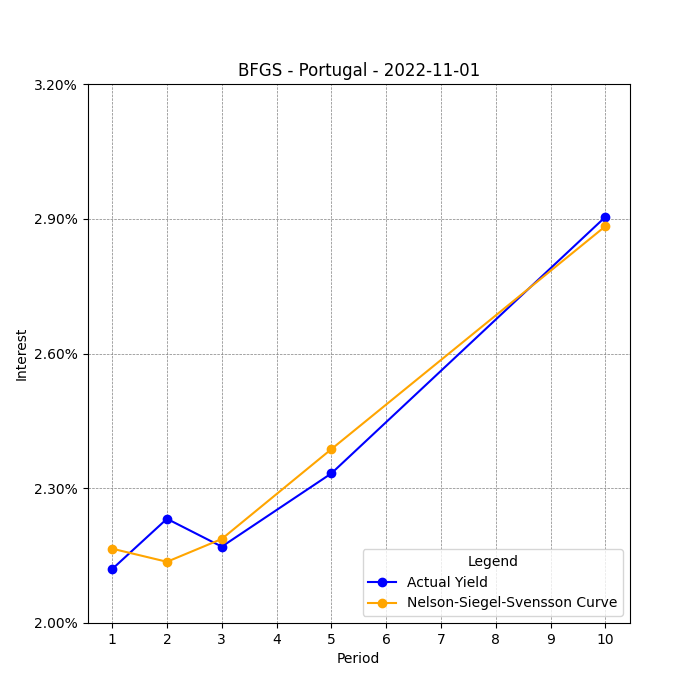 BFGS - Portugal - 2022-11-01
3.20%
2.90%
2.60%
2.30%
2.00%
Interest
1 2 3 4 5 6 7 8 9 10
Period
Legend
Actual Yield
Nelson-Siegel-Svensson Curve